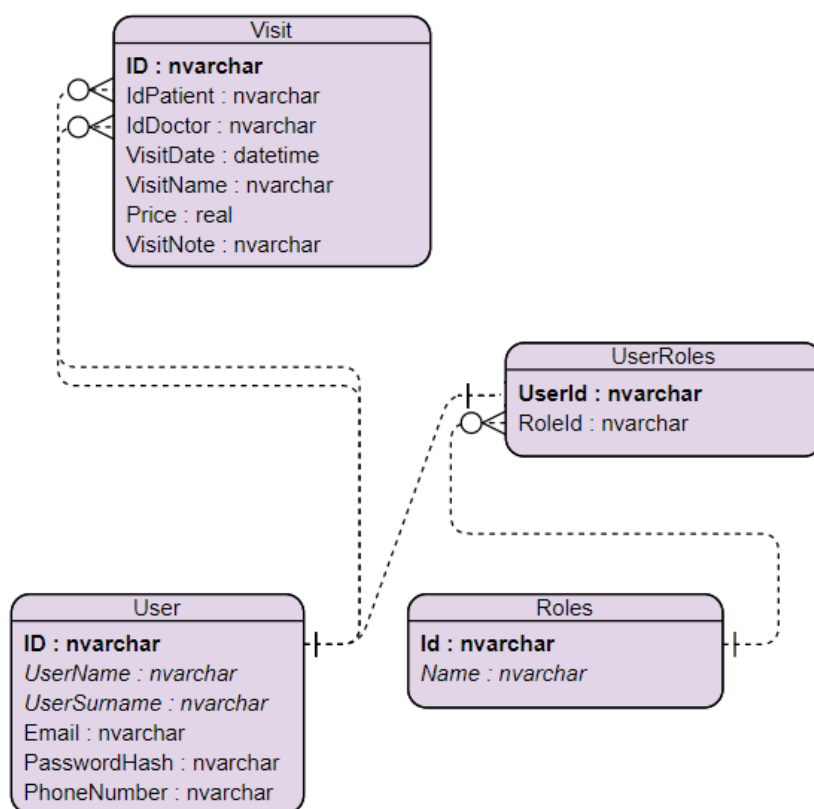 Visit
ID : nvarchar
IdPatient : nvarchar
IdDoctor : nvarchar
VisitDate : datetime
VisitName : nvarchar
Price : real
VisitNote : nvarchar
UserRoles
UserId : nvarchar
RoleId : nvarchar
User
ID : nvarchar
UserName : nvarchar
UserSurname : nvarchar
Email : nvarchar
PasswordHash : nvarchar
PhoneNumber : nvarchar
Roles
Id : nvarchar
Name : nvarchar